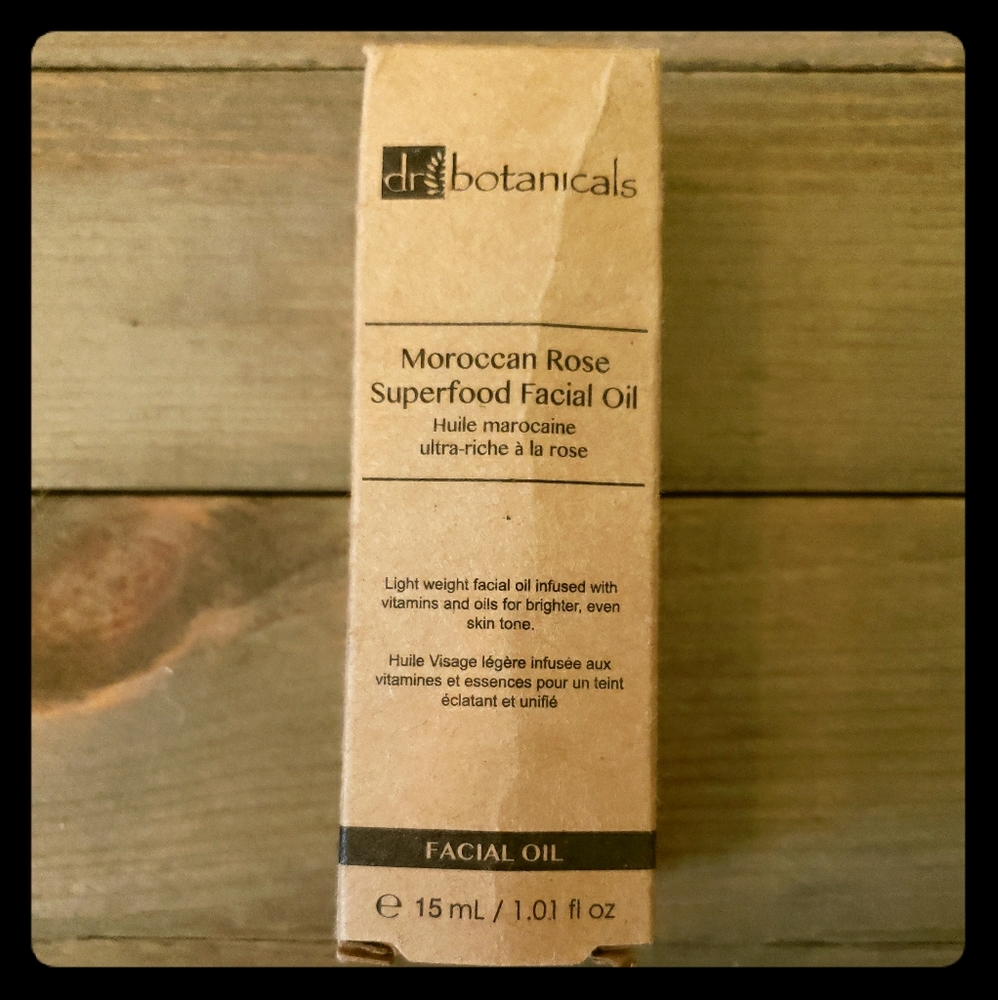 dr botanicals
Moroccan Rose
Superfood Facial Oil
Huile marocaine
ultra-riche à la rose
Light weight facial oil infused with
vitamins and oils for brighter, even
skin tone.
Huile Visage légère infusée aux
vitamines et essences pour un teint
éclatant et unifié
FACIAL OIL
℮ 15 mL / 1.01 fl oz